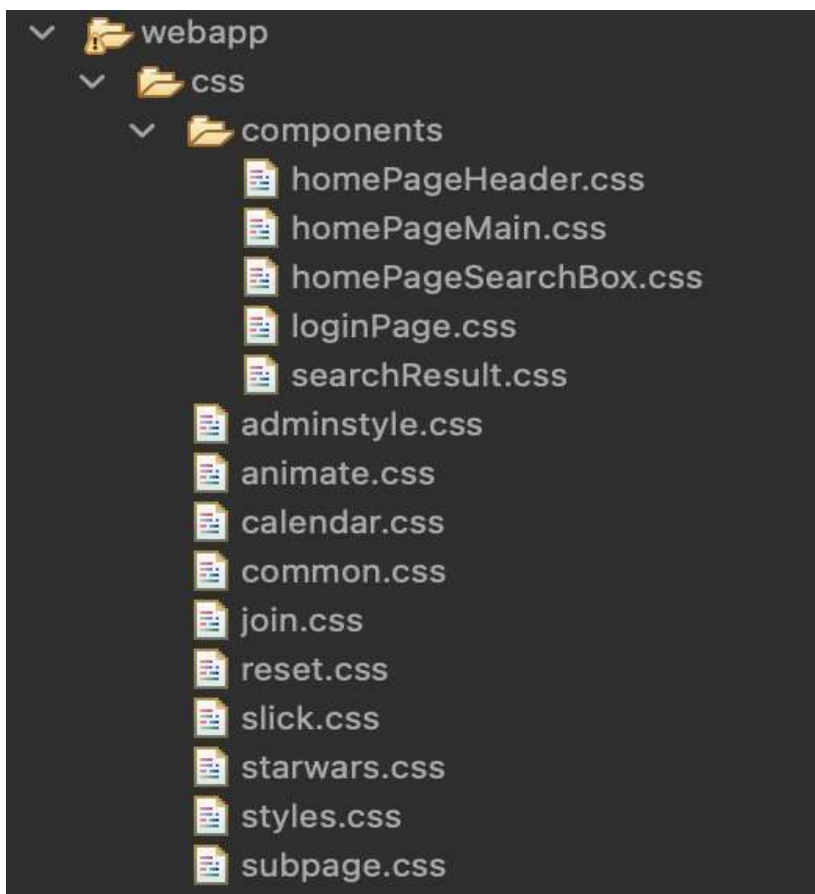 webapp
css
components
homePageHeader.css
homePageMain.css
homePageSearchBox.css
loginPage.css
searchResult.css
adminstyle.css
animate.css
calendar.css
common.css
join.css
reset.css
slick.css
starwars.css
styles.css
subpage.css